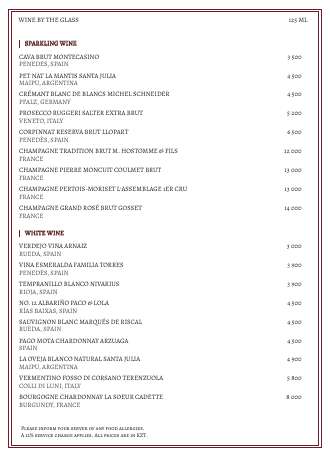 WINE BY THE GLASS 125 ML
SPARKLING WINE
CAVA BRUT MONTECASINO 3 500
PENEDÈS, SPAIN
PET NAT LA MANTIS SANTA JULIA 4 500
MAIPU, ARGENTINA
CRÉMANT BLANC DE BLANCS MICHEL SCHNEIDER 4 500
PFALZ, GERMANY
PROSECCO RUGGERI SALTER EXTRA BRUT 5 200
VENETO, ITALY
CORPINNAT RESERVA BRUT LLOPART 6 500
PENEDÈS, SPAIN
CHAMPAGNE TRADITION BRUT M. HOSTOMME & FILS 12 000
FRANCE
CHAMPAGNE PIERRE MONCUIT COULMET BRUT 13 000
FRANCE
CHAMPAGNE PERTOIS-MORISET L'ASSEMBLAGE 1ER CRU 13 000
FRANCE
CHAMPAGNE GRAND ROSÉ BRUT GOSSET 14 000
FRANCE
WHITE WINE
VERDEJO VINA ARNAIZ 3 000
RUEDA, SPAIN
VINA ESMERALDA FAMILIA TORRES 3 900
PENEDÈS, SPAIN
TEMPRANILLO BLANCO NIVARIUS 3 900
RIOJA, SPAIN
NO. 12 ALBARIÑO PACO & LOLA 4 500
RÍAS BAIXAS, SPAIN
SAUVIGNON BLANC MARQUÉS DE RISCAL 4 500
RUEDA, SPAIN
PAGO MOTA CHARDONNAY ARZUAGA 4 500
SPAIN
LA OVEJA BLANCO NATURAL SANTA JULIA 4 900
MAIPU, ARGENTINA
VERMENTINO FOSSO DI CORSANO TERENZUOLA 5 800
COLLI DI LUNI, ITALY
BOURGOGNE CHARDONNAY LA SOEUR CADETTE 8 000
BURGUNDY, FRANCE
PLEASE INFORM YOUR SERVER OF ANY FOOD ALLERGIES.
A 12% SERVICE CHARGE APPLIES. ALL PRICES ARE IN KZT.